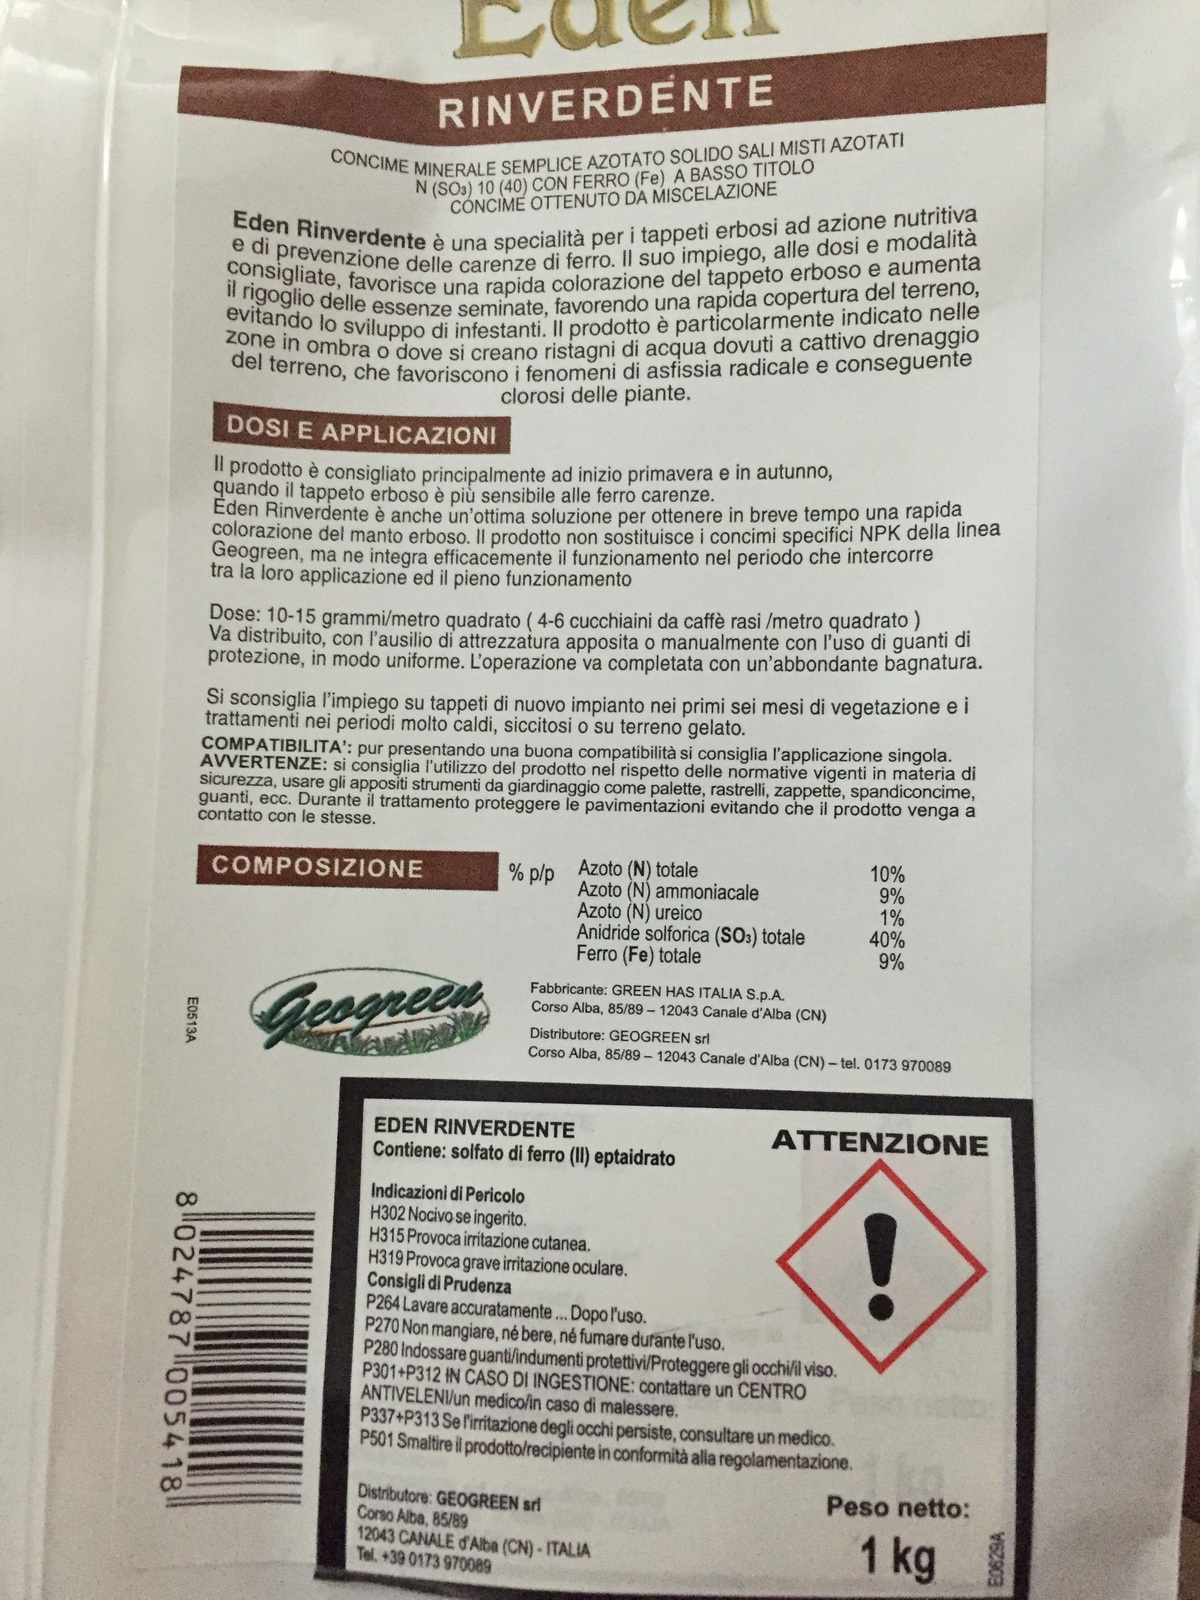 Eden
RINVERDENTE
CONCIME MINERALE SEMPLICE AZOTATO SOLIDO SALI MISTI AZOTATI
N (SO3) 10 (40) CON FERRO (Fe) A BASSO TITOLO
CONCIME OTTENUTO DA MISCELAZIONE
Eden Rinverdente è una specialità per i tappeti erbosi ad azione nutritiva
e di prevenzione delle carenze di ferro. Il suo impiego, alle dosi e modalità
consigliate, favorisce una rapida colorazione del tappeto erboso e aumenta
il rigoglio delle essenze seminate, favorendo una rapida copertura del terreno,
evitando lo sviluppo di infestanti. Il prodotto è particolarmente indicato nelle
zone in ombra o dove si creano ristagni di acqua dovuti a cattivo drenaggio
del terreno, che favoriscono i fenomeni di asfissia radicale e conseguente
clorosi delle piante.
DOSI E APPLICAZIONI
Il prodotto è consigliato principalmente ad inizio primavera e in autunno,
quando il tappeto erboso è più sensibile alle ferro carenze.
Eden Rinverdente è anche un'ottima soluzione per ottenere in breve tempo una rapida
colorazione del manto erboso. Il prodotto non sostituisce i concimi specifici NPK della linea
Geogreen, ma ne integra efficacemente il funzionamento nel periodo che intercorre
tra la loro applicazione ed il pieno funzionamento
Dose: 10-15 grammi/metro quadrato ( 4-6 cucchiaini da caffè rasi /metro quadrato )
Va distribuito, con l'ausilio di attrezzatura apposita o manualmente con l'uso di guanti di
protezione, in modo uniforme. L'operazione va completata con un'abbondante bagnatura.
Si sconsiglia l'impiego su tappeti di nuovo impianto nei primi sei mesi di vegetazione e i
trattamenti nei periodi molto caldi, siccitosi o su terreno gelato.
COMPATIBILITA': pur presentando una buona compatibilità si consiglia l'applicazione singola.
AVVERTENZE: si consiglia l'utilizzo del prodotto nel rispetto delle normative vigenti in materia di
sicurezza, usare gli appositi strumenti da giardinaggio come palette, rastrelli, zappette, spandiconcime,
guanti, ecc. Durante il trattamento proteggere le pavimentazioni evitando che il prodotto venga a
contatto con le stesse.
COMPOSIZIONE
% p/p Azoto (N) totale 10%
Azoto (N) ammoniacale 9%
Azoto (N) ureico 1%
Anidride solforica (SO3) totale 40%
Ferro (Fe) totale 9%
E0513A
Geogreen
Fabbricante: GREEN HAS ITALIA S.p.A.
Corso Alba, 85/89 – 12043 Canale d'Alba (CN)
Distributore: GEOGREEN srl
Corso Alba, 85/89 – 12043 Canale d'Alba (CN) – tel. 0173 970089
EDEN RINVERDENTE
Contiene: solfato di ferro (II) eptaidrato
ATTENZIONE
Indicazioni di Pericolo
H302 Nocivo se ingerito.
H315 Provoca irritazione cutanea.
H319 Provoca grave irritazione oculare.
Consigli di Prudenza
P264 Lavare accuratamente ... Dopo l'uso.
P270 Non mangiare, né bere, né fumare durante l'uso.
P280 Indossare guanti/indumenti protettivi/Proteggere gli occhi/il viso.
P301+P312 IN CASO DI INGESTIONE: contattare un CENTRO
ANTIVELENI/un medico/in caso di malessere.
P337+P313 Se l'irritazione degli occhi persiste, consultare un medico.
P501 Smaltire il prodotto/recipiente in conformità alla regolamentazione.
Distributore: GEOGREEN srl
Corso Alba, 85/89
12043 CANALE d'Alba (CN) - ITALIA
Tel. +39 0173 970089
Peso netto:
1 kg
E0629A
8 024787 005418